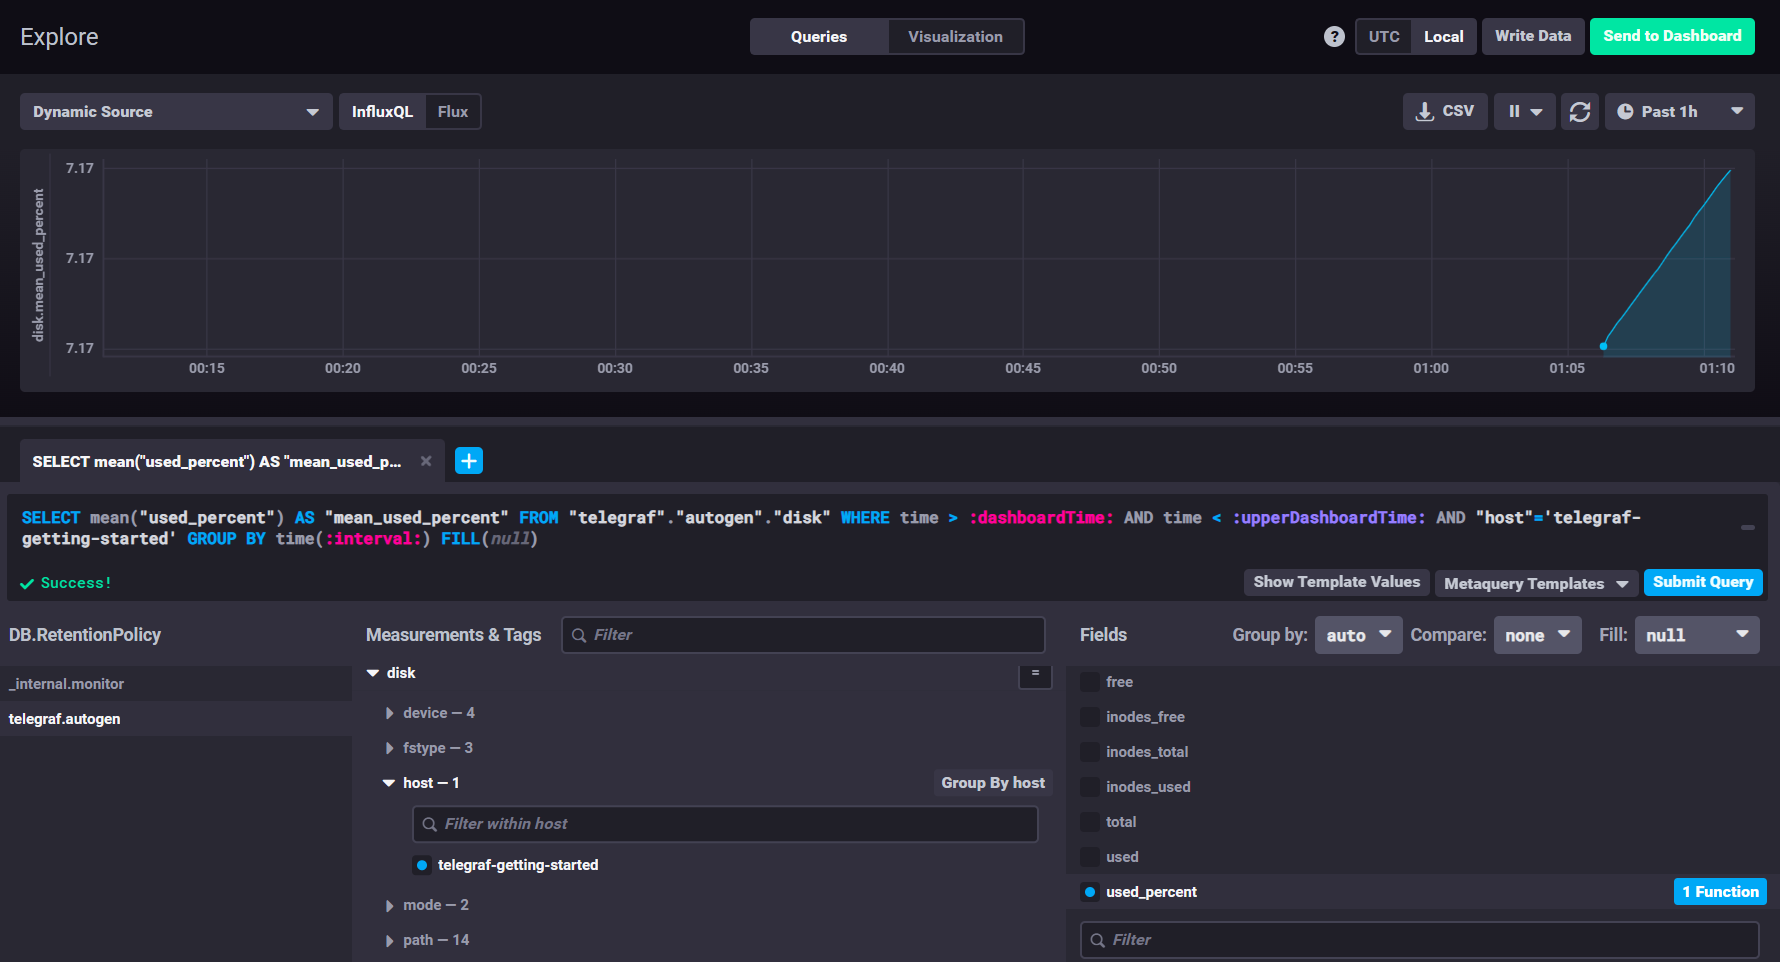 Explore
Queries
Visualization
?
UTC
Local
Write Data
Send to Dashboard
Dynamic Source
InfluxQL
Flux
CSV
Past 1h
disk.mean_used_percent
7.17
7.17
7.17
00:15 00:20 00:25 00:30 00:35 00:40 00:45 00:50 00:55 01:00 01:05 01:10
SELECT mean("used_percent") AS "mean_used_p...
SELECT mean("used_percent") AS "mean_used_percent" FROM "telegraf"."autogen"."disk" WHERE time > :dashboardTime: AND time < :upperDashboardTime: AND "host"='telegraf-
getting-started' GROUP BY time(:interval:) FILL(null)
Success!
Show Template Values
Metaquery Templates
Submit Query
DB.RetentionPolicy
_internal.monitor
telegraf.autogen
Measurements & Tags
Filter
disk
=
device — 4
fstype — 3
host — 1
Group By host
Filter within host
telegraf-getting-started
mode — 2
path — 14
Fields
Group by: auto
Compare: none
Fill: null
free
inodes_free
inodes_total
inodes_used
total
used
used_percent
1 Function
Filter